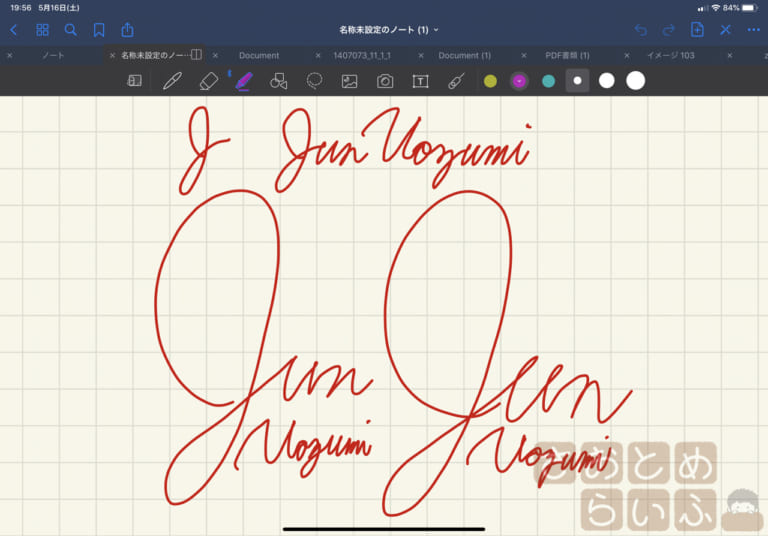 19:56 5月16日(土) 84%
名称未設定のノート (1)
ノート 名称未設定のノー… Document 1407073_11_1_1 Document (1) PDF書類 (1) イメージ 103
T
J Jun Uozumi
Jun Jun
Uozumi Uozumi
さおとめ
らいふ